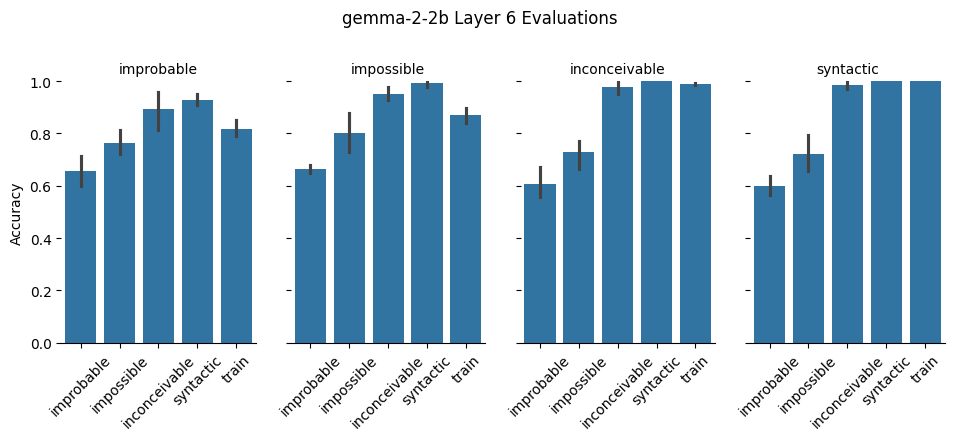 gemma-2-2b Layer 6 Evaluations
improbable
impossible
inconceivable
syntactic
Accuracy
1.0
0.8
0.6
0.4
0.2
0.0
improbable
impossible
inconceivable
syntactic
train
improbable
impossible
inconceivable
syntactic
train
improbable
impossible
inconceivable
syntactic
train
improbable
impossible
inconceivable
syntactic
train